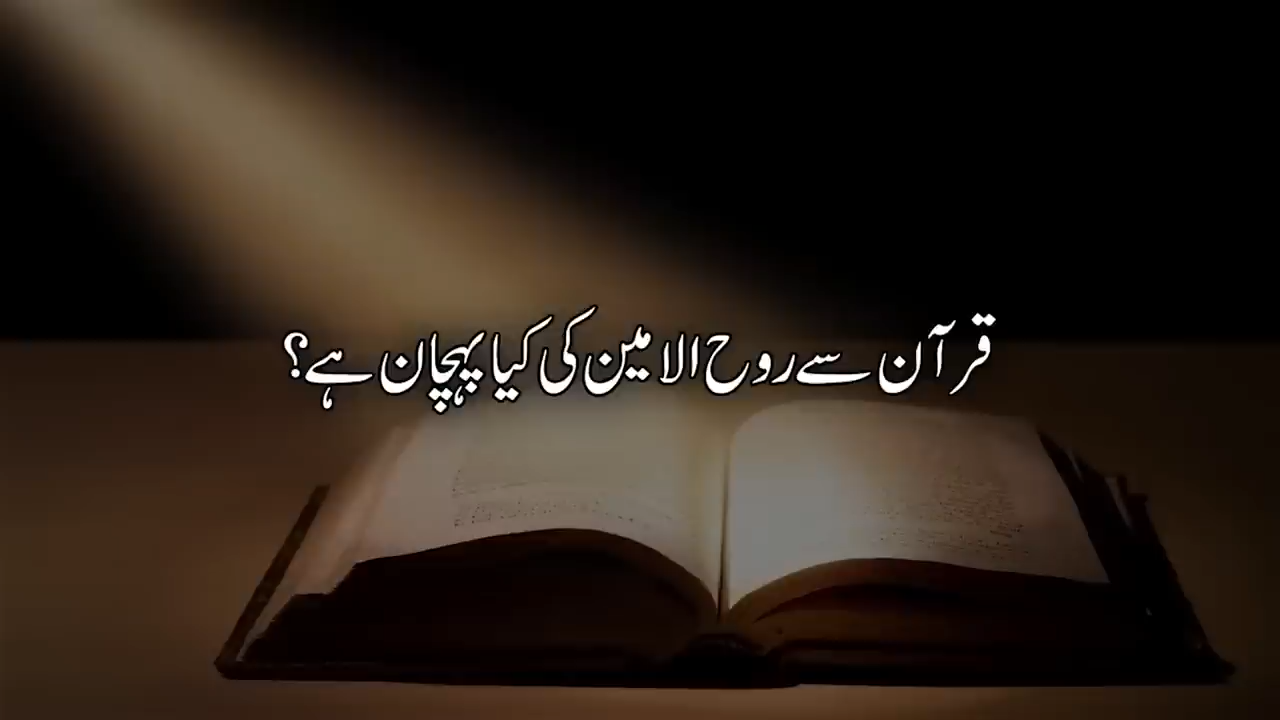 قرآن سے روح الامین کی کیا پہچان ہے؟